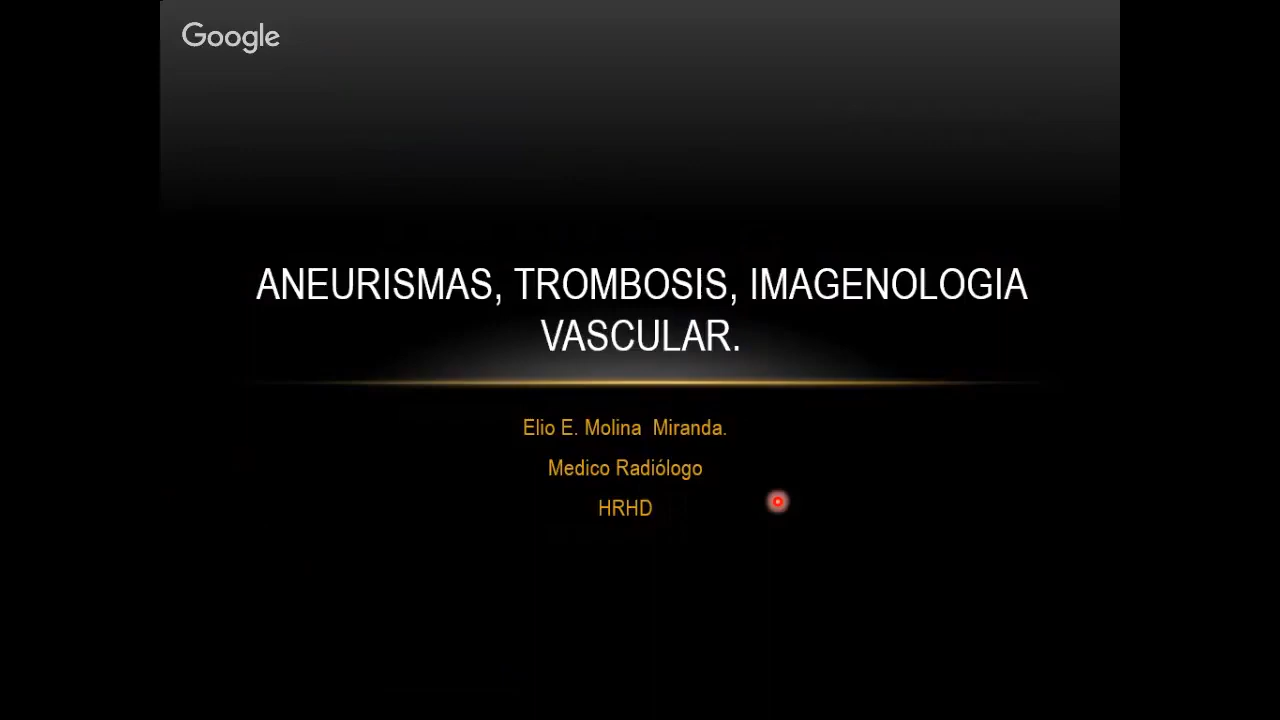 Google
ANEURISMAS, TROMBOSIS, IMAGENOLOGIA
VASCULAR.
Elio E. Molina Miranda.
Medico Radiólogo
HRHD